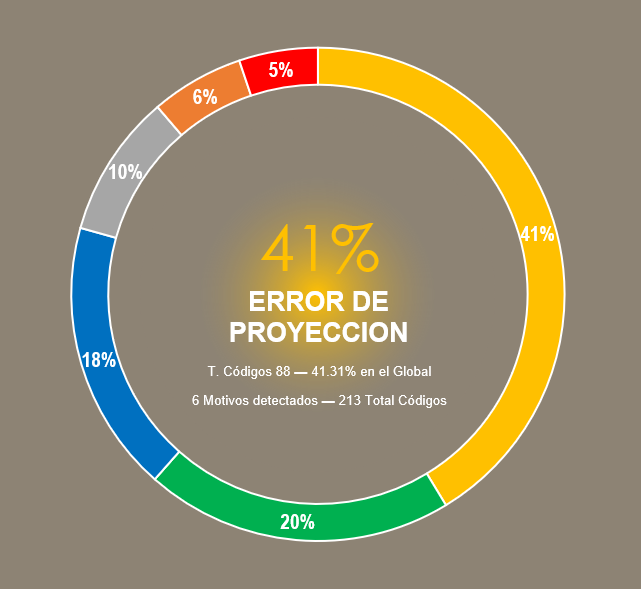 5%
6%
10%
41%
41%
ERROR DE
PROYECCION
18%
T. Códigos 88 — 41.31% en el Global
6 Motivos detectados — 213 Total Códigos
20%